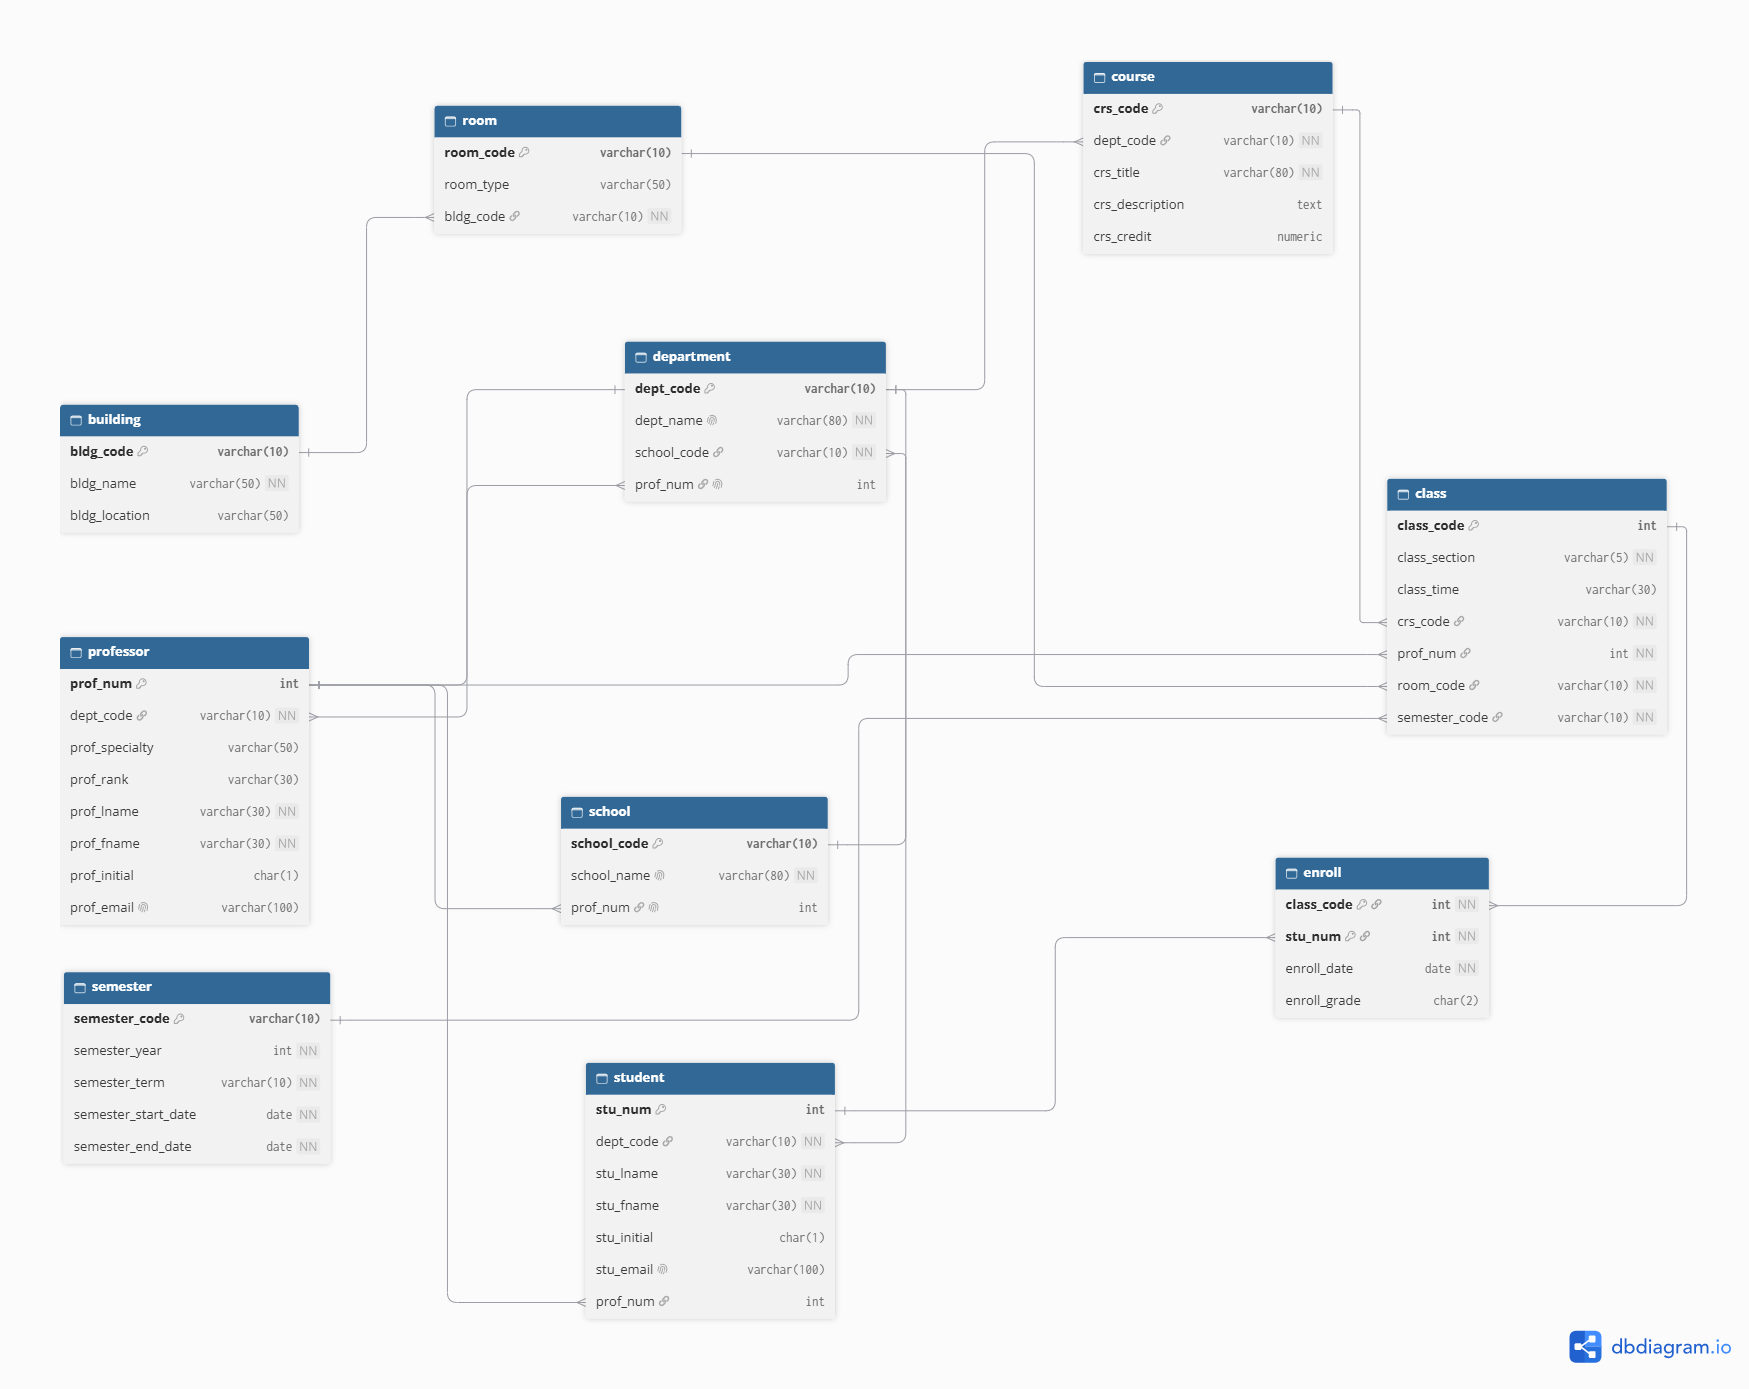 course
crs_code varchar(10)
dept_code varchar(10) NN
crs_title varchar(80) NN
crs_description text
crs_credit numeric
room
room_code varchar(10)
room_type varchar(50)
bldg_code varchar(10) NN
department
dept_code varchar(10)
dept_name varchar(80) NN
school_code varchar(10) NN
prof_num int
building
bldg_code varchar(10)
bldg_name varchar(50) NN
bldg_location varchar(50)
class
class_code int
class_section varchar(5) NN
class_time varchar(30)
crs_code varchar(10) NN
prof_num int NN
room_code varchar(10) NN
semester_code varchar(10) NN
professor
prof_num int
dept_code varchar(10) NN
prof_specialty varchar(50)
prof_rank varchar(30)
prof_lname varchar(30) NN
prof_fname varchar(30) NN
prof_initial char(1)
prof_email varchar(100)
school
school_code varchar(10)
school_name varchar(80) NN
prof_num int
enroll
class_code int NN
stu_num int NN
enroll_date date NN
enroll_grade char(2)
semester
semester_code varchar(10)
semester_year int NN
semester_term varchar(10) NN
semester_start_date date NN
semester_end_date date NN
student
stu_num int
dept_code varchar(10) NN
stu_lname varchar(30) NN
stu_fname varchar(30) NN
stu_initial char(1)
stu_email varchar(100)
prof_num int
dbdiagram.io